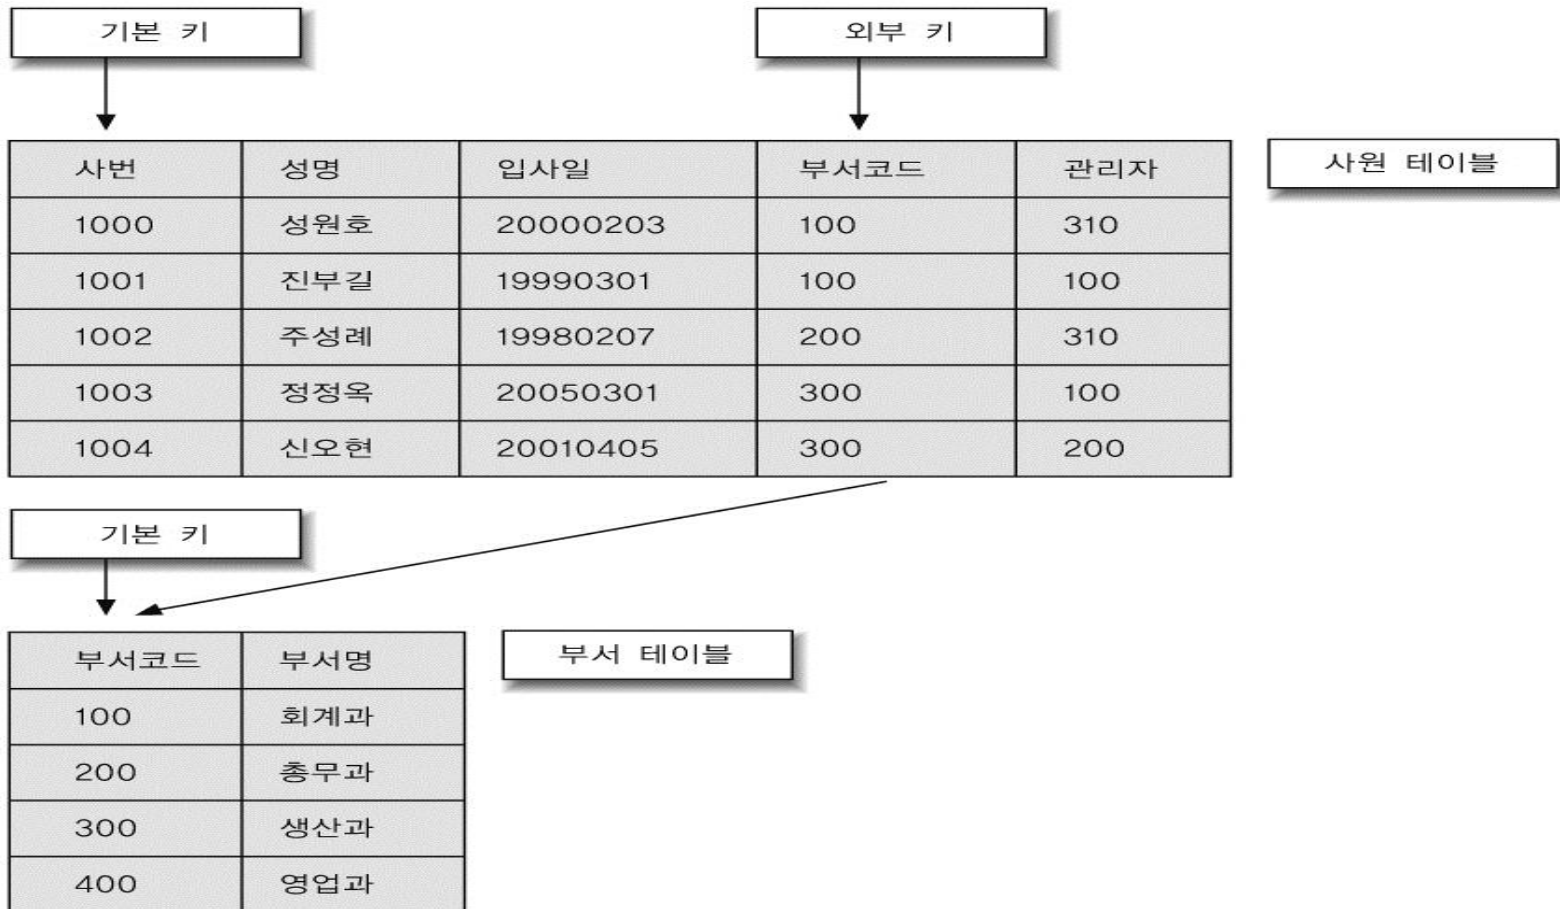 기본 키
외부 키
사번 성명 입사일 부서코드 관리자
사원 테이블
1000 성원호 20000203 100 310
1001 진부길 19990301 100 100
1002 주성례 19980207 200 310
1003 정정옥 20050301 300 100
1004 신오현 20010405 300 200
기본 키
부서코드 부서명
부서 테이블
100 회계과
200 총무과
300 생산과
400 영업과